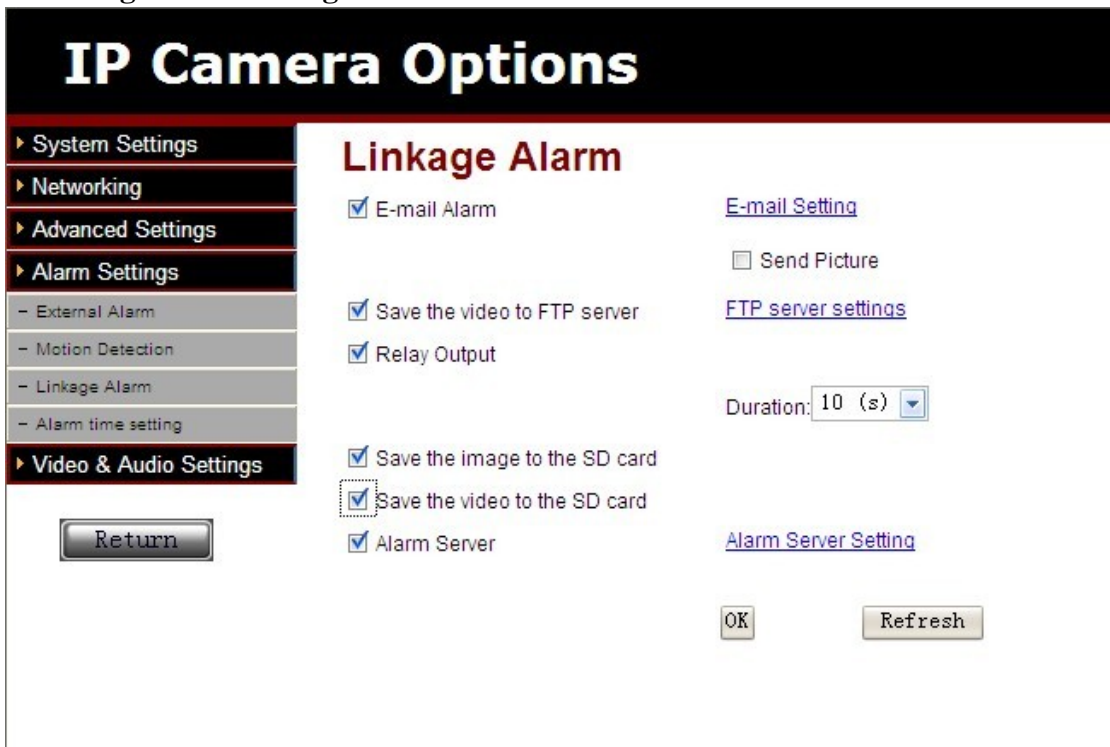 IP Camera Options
System Settings
Networking
Advanced Settings
Alarm Settings
– External Alarm
– Motion Detection
– Linkage Alarm
– Alarm time setting
Video & Audio Settings
Return
Linkage Alarm
E-mail Alarm E-mail Setting
Send Picture
Save the video to FTP server FTP server settings
Relay Output
Duration: 10 (s)
Save the image to the SD card
Save the video to the SD card
Alarm Server Alarm Server Setting
OK Refresh